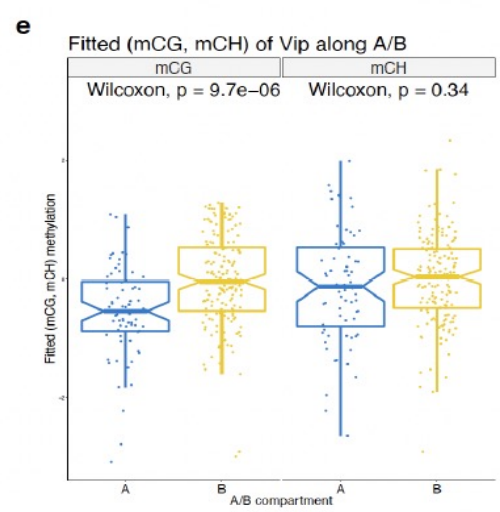 e
Fitted (mCG, mCH) of Vip along A/B
mCG
mCH
Wilcoxon, p = 9.7e−06
Wilcoxon, p = 0.34
Fitted (mCG, mCH) methylation
-2
A
B
A
B
A/B compartment